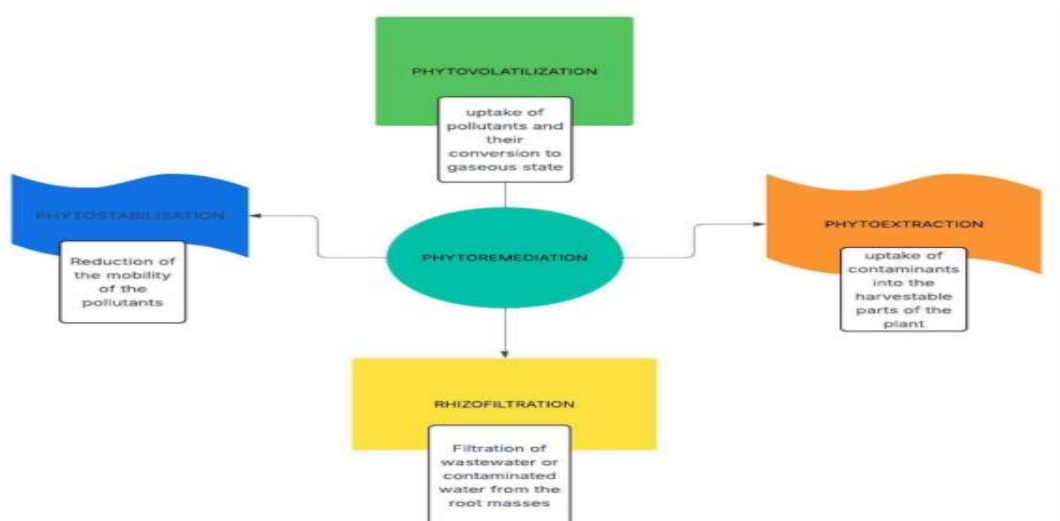 PHYTOVOLATILIZATION
uptake of
pollutants and
their
conversion to
gaseous state
PHYTOSTABILISATION
Reduction of
the mobility
of the
pollutants
PHYTOREMEDIATION
PHYTOEXTRACTION
uptake of
contaminants
into the
harvestable
parts of the
plant
RHIZOFILTRATION
Filtration of
wastewater or
contaminated
water from the
root masses